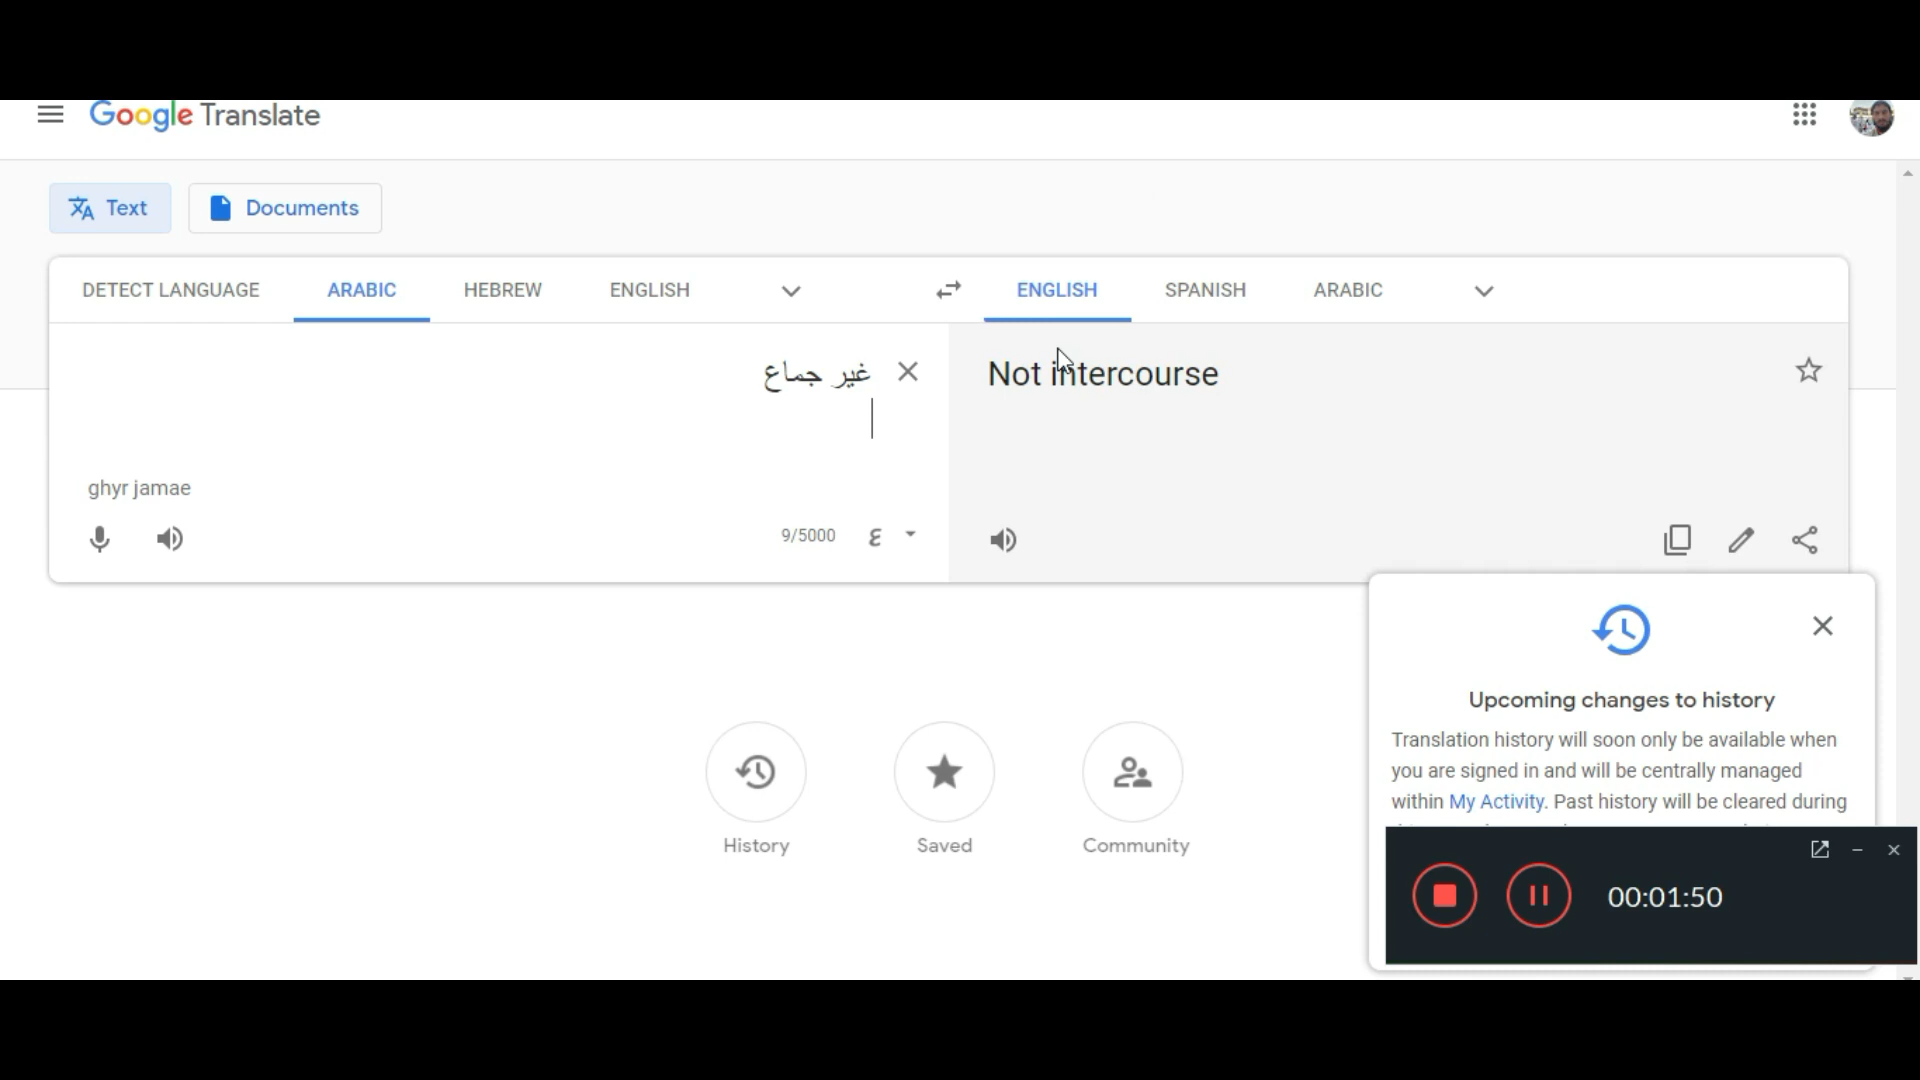 Google Translate
Text
Documents
DETECT LANGUAGE
ARABIC
HEBREW
ENGLISH
ENGLISH
SPANISH
ARABIC
غير جماع
Not intercourse
ghyr jamae
9/5000
ع
Upcoming changes to history
Translation history will soon only be available when
you are signed in and will be centrally managed
within My Activity. Past history will be cleared during
History
Saved
Community
00:01:50